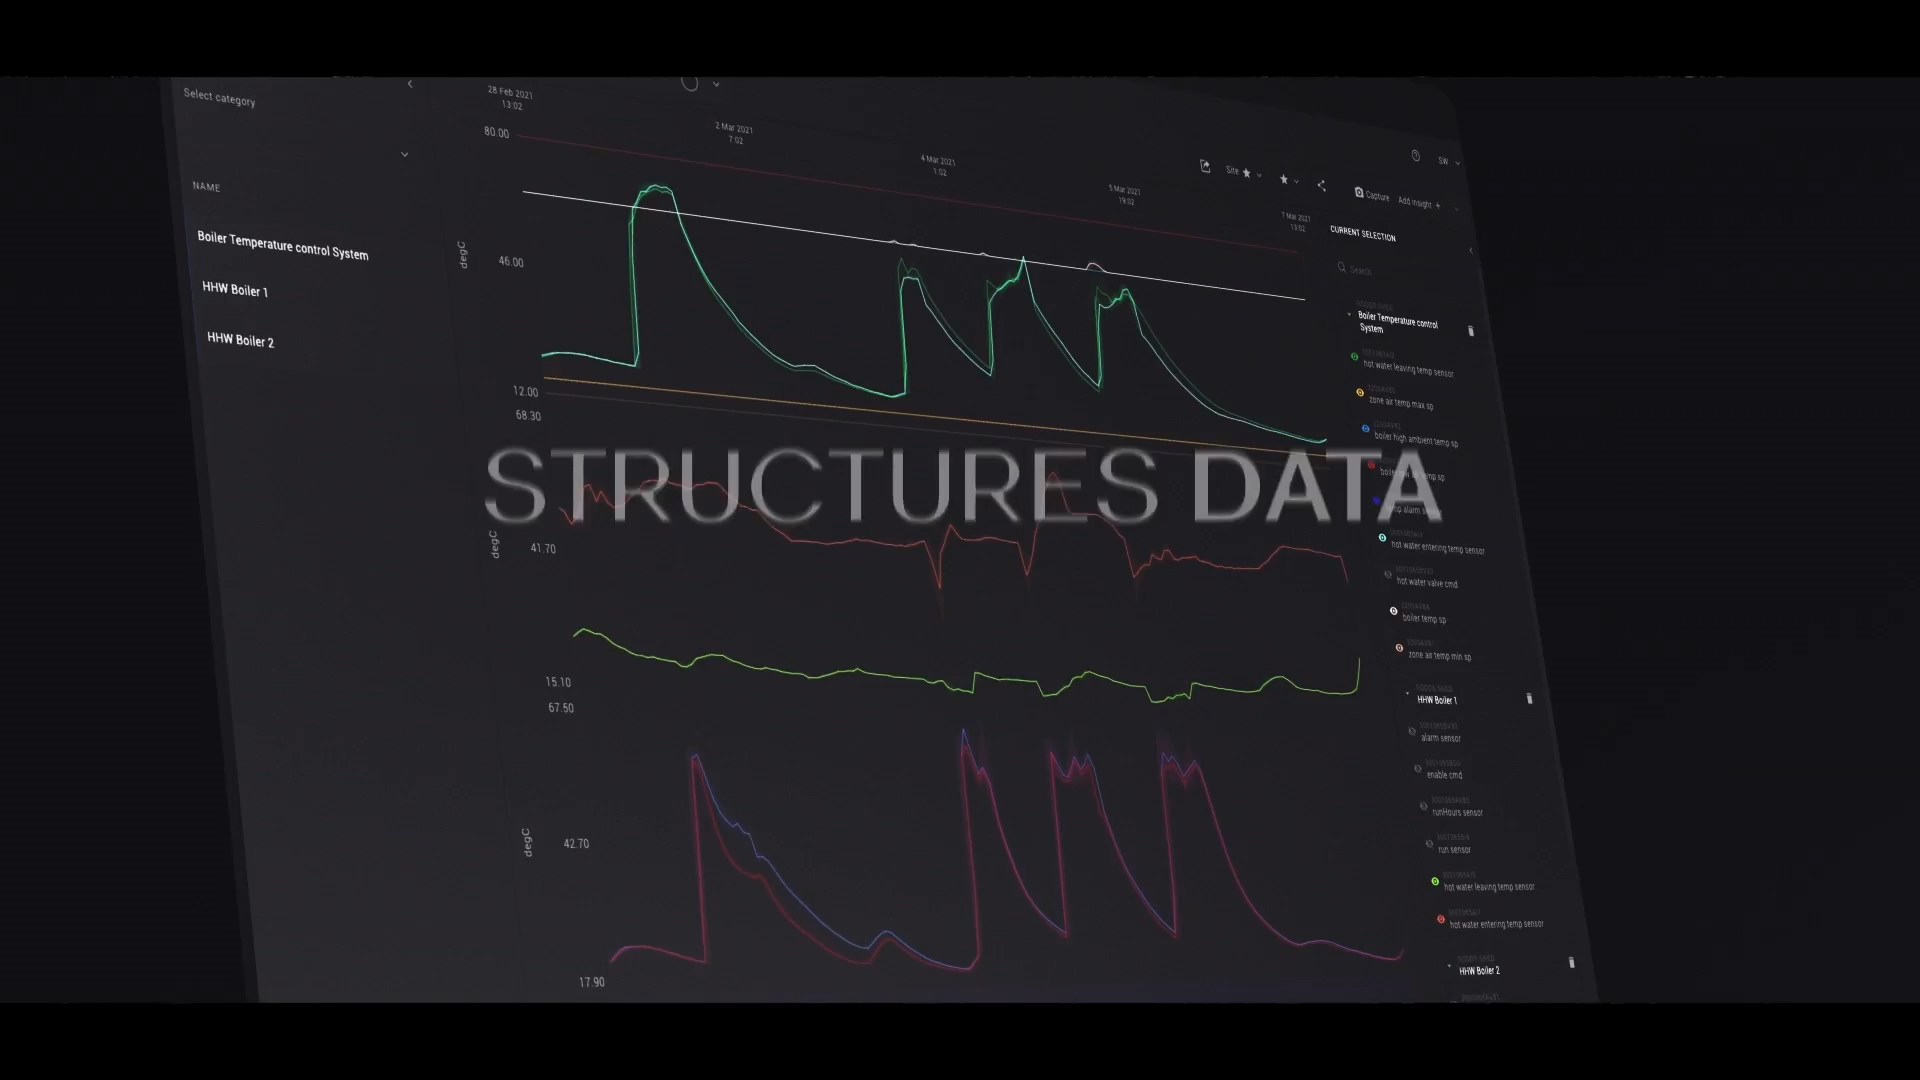 Select category
NAME
Boiler Temperature control System
HHW Boiler 1
HHW Boiler 2
28 Feb 2021
13:02
2 Mar 2021
7:02
4 Mar 2021
1:02
5 Mar 2021
19:02
7 Mar 2021
13:02
80.00
degC
46.00
12.00
68.30
degC
41.70
15.10
67.50
degC
42.70
17.90
STRUCTURES DATA
SW
Site
Capture
Add Insight +
CURRENT SELECTION
Search
Boiler Temperature control
System
hot water leaving temp sensor
zone air temp max sp
boiler high ambient temp sp
hot water entering temp sensor
hot water valve cmd
boiler temp sp
zone air temp min sp
HHW Boiler 1
alarm sensor
enable cmd
runHours sensor
run sensor
hot water leaving temp sensor
hot water entering temp sensor
HHW Boiler 2